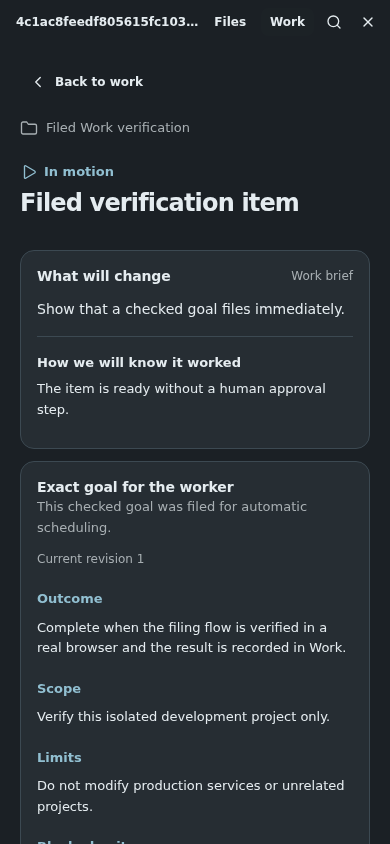 4c1ac8feedf805615fc103... Files Work
Back to work
Filed Work verification
In motion
Filed verification item
What will change Work brief
Show that a checked goal files immediately.
How we will know it worked
The item is ready without a human approval
step.
Exact goal for the worker
This checked goal was filed for automatic
scheduling.
Current revision 1
Outcome
Complete when the filing flow is verified in a
real browser and the result is recorded in Work.
Scope
Verify this isolated development project only.
Limits
Do not modify production services or unrelated
projects.